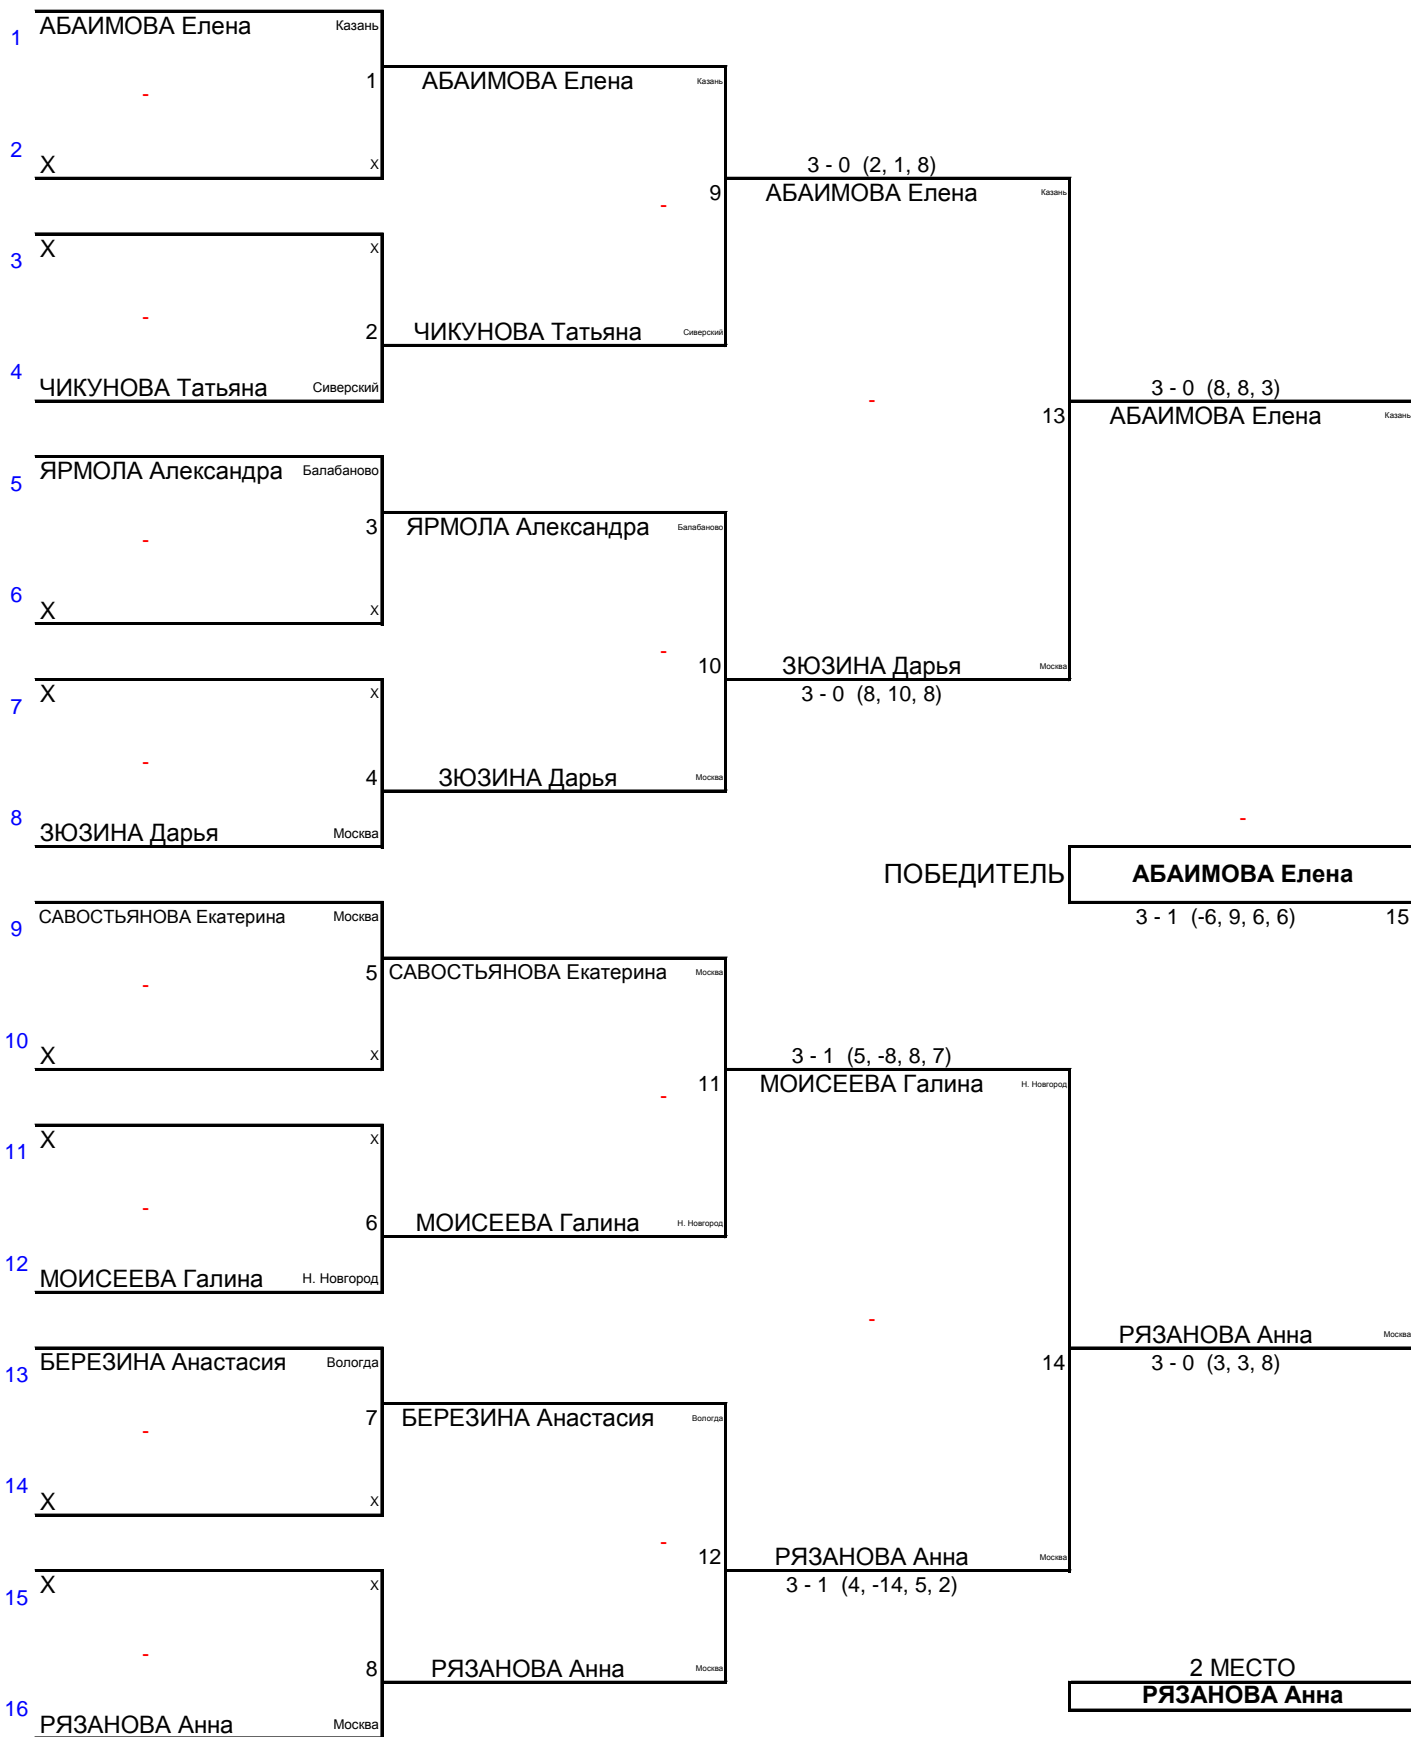 1 АБАИМОВА Елена Казань
1 АБАИМОВА Елена Казань
-
2 X X
3 - 0 (2, 1, 8)
9 АБАИМОВА Елена Казань
-
3 X X
-
2 ЧИКУНОВА Татьяна Сиверский
4 ЧИКУНОВА Татьяна Сиверский
3 - 0 (8, 8, 3)
-
13 АБАИМОВА Елена Казань
5 ЯРМОЛА Александра Балабаново
3 ЯРМОЛА Александра Балабаново
-
6 X X
-
10 ЗЮЗИНА Дарья Москва
3 - 0 (8, 10, 8)
7 X X
-
4 ЗЮЗИНА Дарья Москва
8 ЗЮЗИНА Дарья Москва
-
ПОБЕДИТЕЛЬ АБАИМОВА Елена
3 - 1 (-6, 9, 6, 6) 15
9 САВОСТЬЯНОВА Екатерина Москва
5 САВОСТЬЯНОВА Екатерина Москва
-
10 X X
3 - 1 (5, -8, 8, 7)
11 МОИСЕЕВА Галина Н. Новгород
-
11 X X
-
6 МОИСЕЕВА Галина Н. Новгород
12 МОИСЕЕВА Галина Н. Новгород
-
РЯЗАНОВА Анна Москва
14 3 - 0 (3, 3, 8)
13 БЕРЕЗИНА Анастасия Вологда
7 БЕРЕЗИНА Анастасия Вологда
-
14 X X
-
12 РЯЗАНОВА Анна Москва
3 - 1 (4, -14, 5, 2)
15 X X
-
8 РЯЗАНОВА Анна Москва
16 РЯЗАНОВА Анна Москва
2 МЕСТО
РЯЗАНОВА Анна